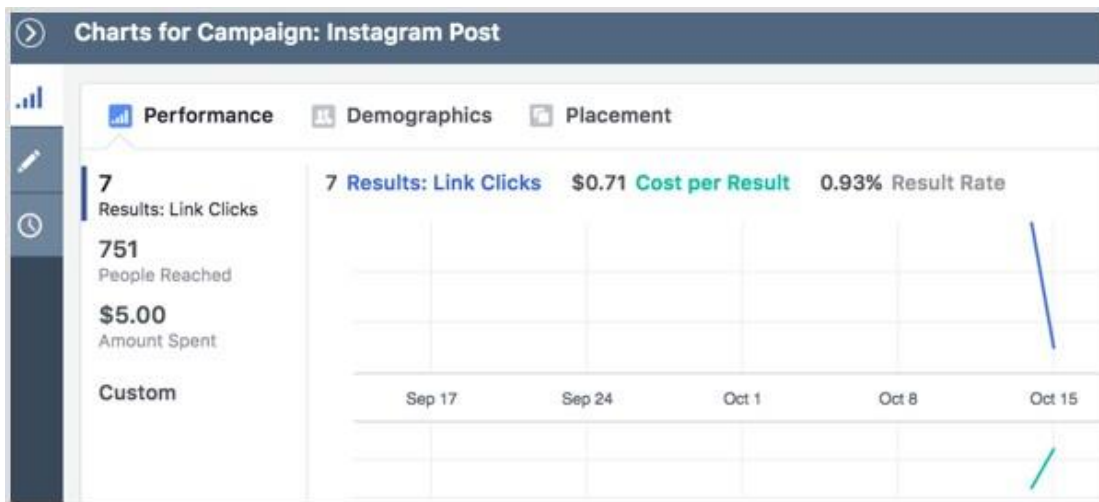 Charts for Campaign: Instagram Post
Performance Demographics Placement
7
Results: Link Clicks
751
People Reached
$5.00
Amount Spent
Custom
7 Results: Link Clicks $0.71 Cost per Result 0.93% Result Rate
Sep 17 Sep 24 Oct 1 Oct 8 Oct 15